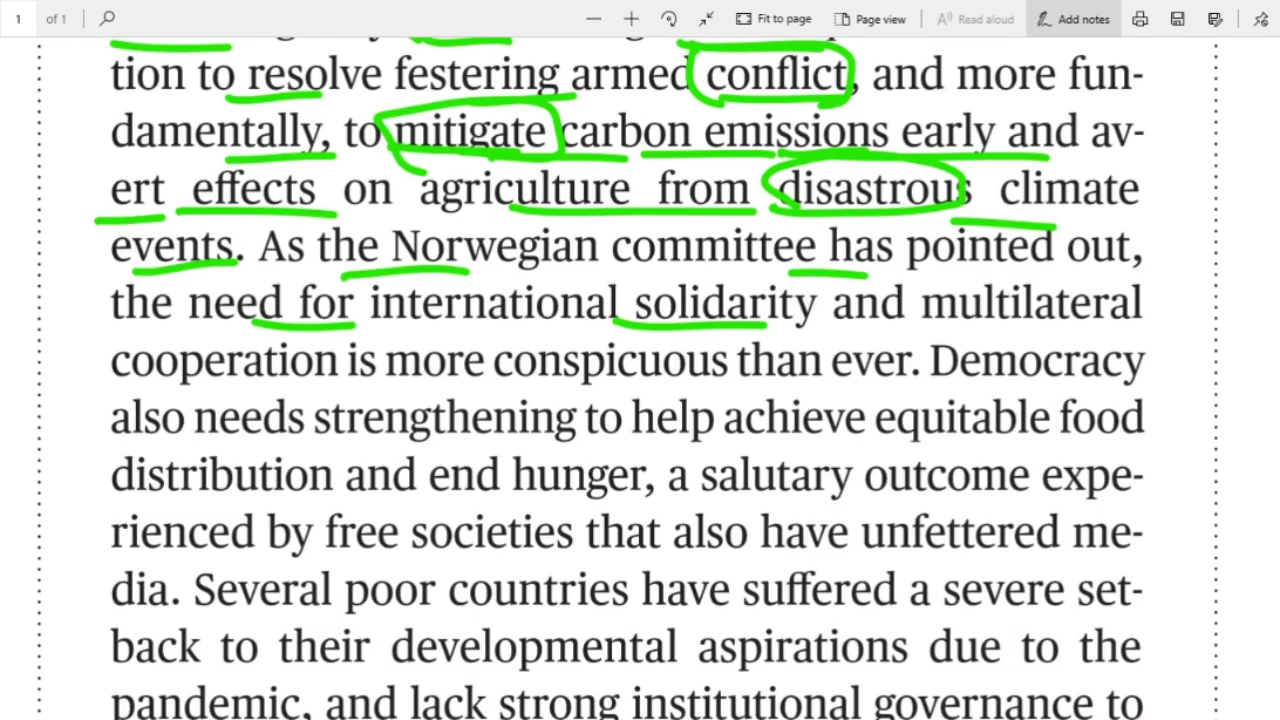 1 of 1 Fit to page Page view Read aloud Add notes
tion to resolve festering armed conflict, and more fun-
damentally, to mitigate carbon emissions early and av-
ert effects on agriculture from disastrous climate
events. As the Norwegian committee has pointed out,
the need for international solidarity and multilateral
cooperation is more conspicuous than ever. Democracy
also needs strengthening to help achieve equitable food
distribution and end hunger, a salutary outcome expe-
rienced by free societies that also have unfettered me-
dia. Several poor countries have suffered a severe set-
back to their developmental aspirations due to the
pandemic, and lack strong institutional governance to